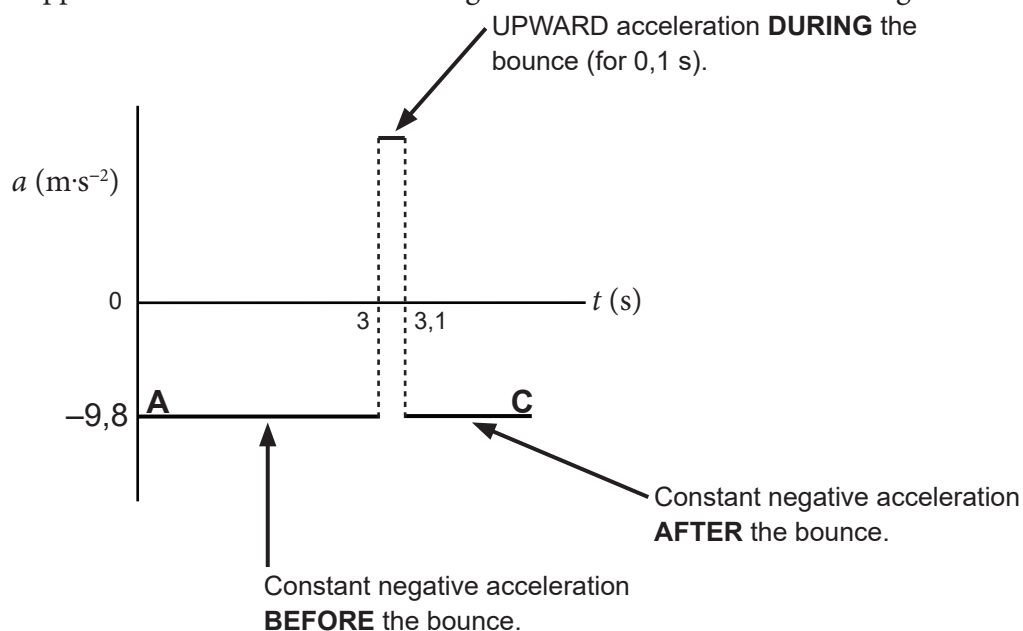 UPWARD acceleration DURING the
bounce (for 0,1 s).
a (m·s–2)
0
t (s)
3
3,1
A
C
–9,8
Constant negative acceleration
AFTER the bounce.
Constant negative acceleration
BEFORE the bounce.